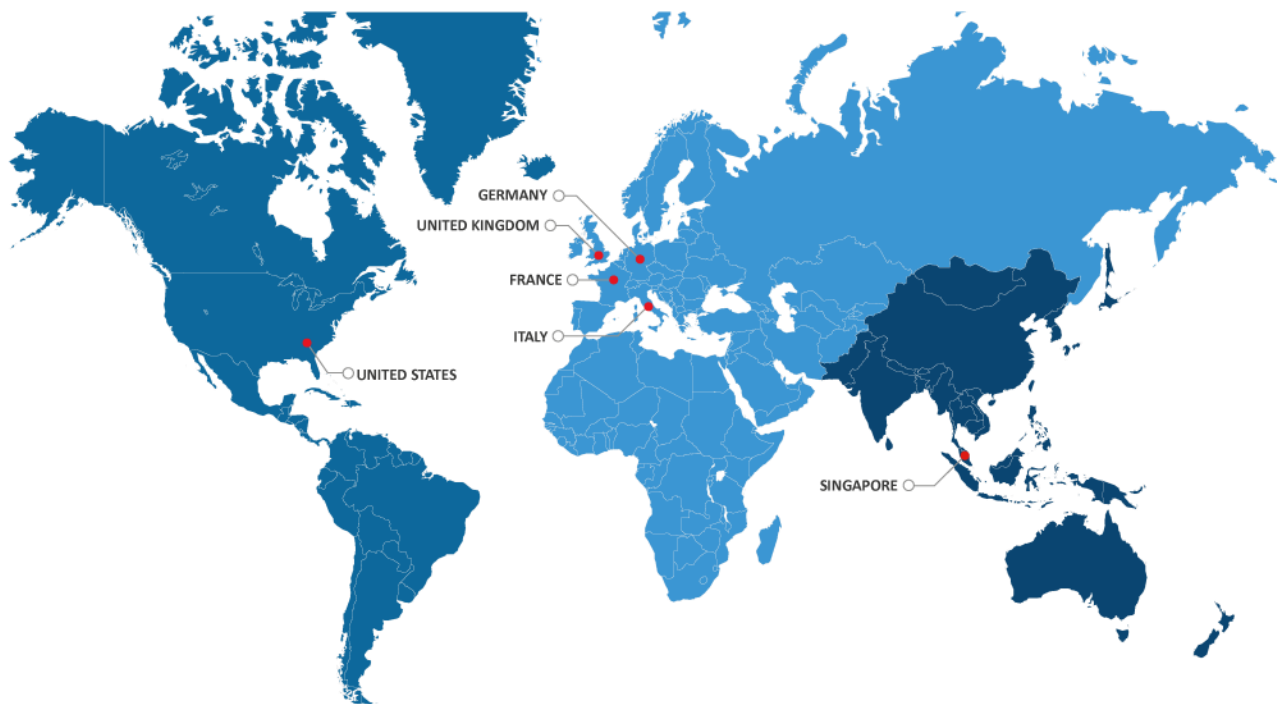 GERMANY
UNITED KINGDOM
FRANCE
ITALY
UNITED STATES
SINGAPORE